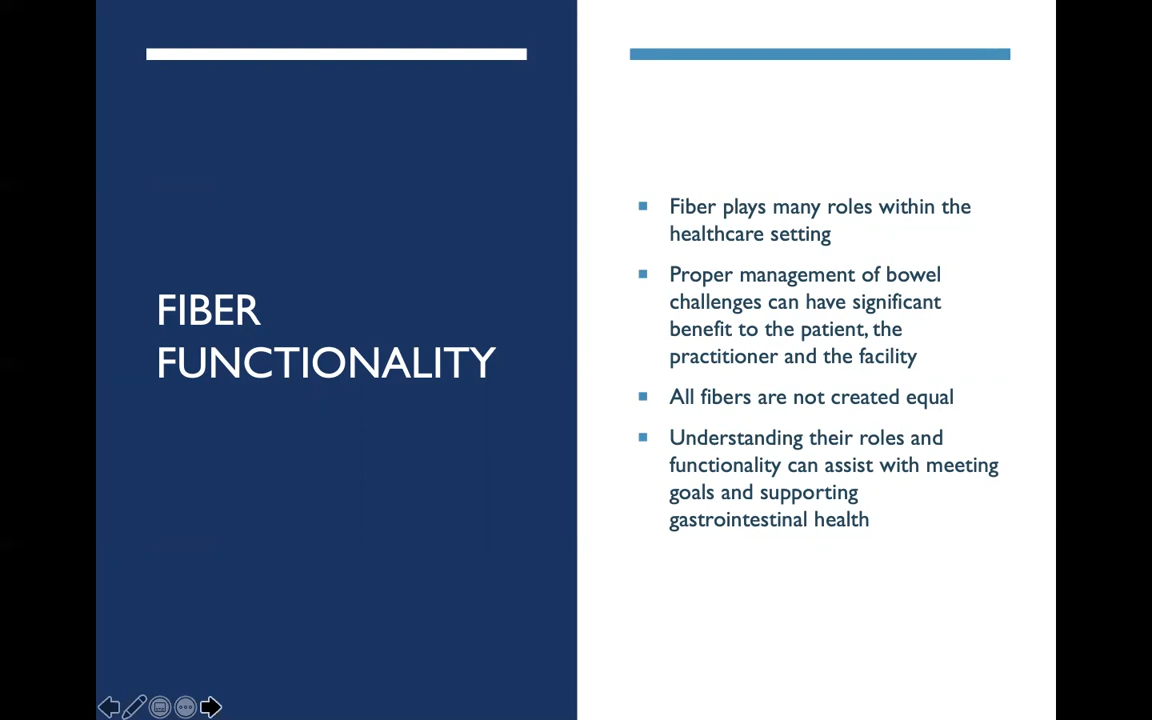 FIBER
FUNCTIONALITY
Fiber plays many roles within the
healthcare setting
Proper management of bowel
challenges can have significant
benefit to the patient, the
practitioner and the facility
All fibers are not created equal
Understanding their roles and
functionality can assist with meeting
goals and supporting
gastrointestinal health